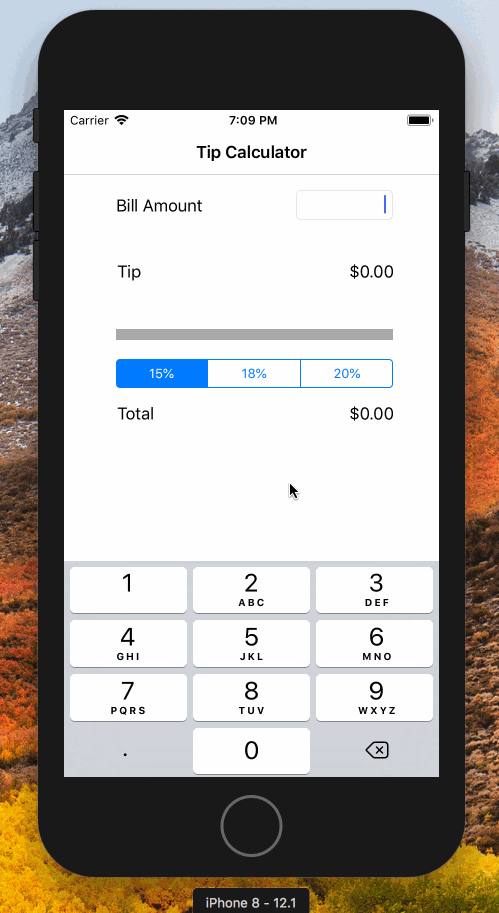 Carrier 7:09 PM
Tip Calculator
Bill Amount
Tip $0.00
15% 18% 20%
Total $0.00
1 2 3
ABC DEF
4 5 6
GHI JKL MNO
7 8 9
PQRS TUV WXYZ
. 0
iPhone 8 - 12.1